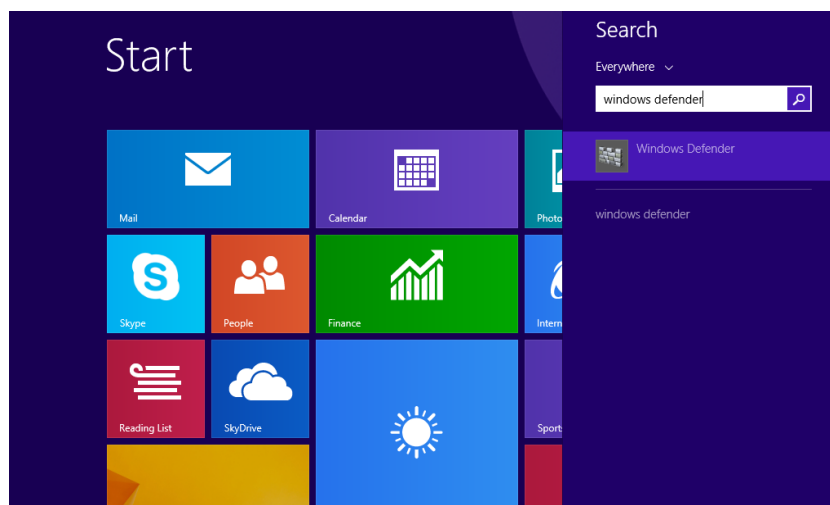 Start
Search
Everywhere
windows defender
Windows Defender
windows defender
Mail
Calendar
Photo
Skype
People
Finance
Intern
Reading List
SkyDrive
Sport